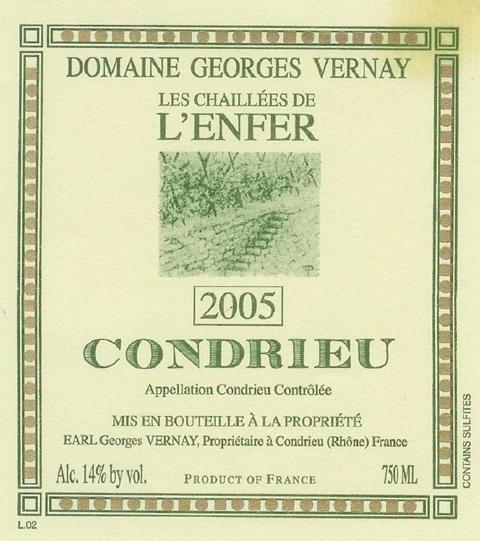 DOMAINE GEORGES VERNAY
LES CHAILLÉES DE
L'ENFER
2005
CONDRIEU
Appellation Condrieu Contrôlée
MIS EN BOUTEILLE À LA PROPRIÉTÉ
EARL Georges VERNAY, Propriétaire à Condrieu (Rhône) France
Alc. 14% by vol. PRODUCT OF FRANCE 750 ML
CONTAINS SULFITES
L.02